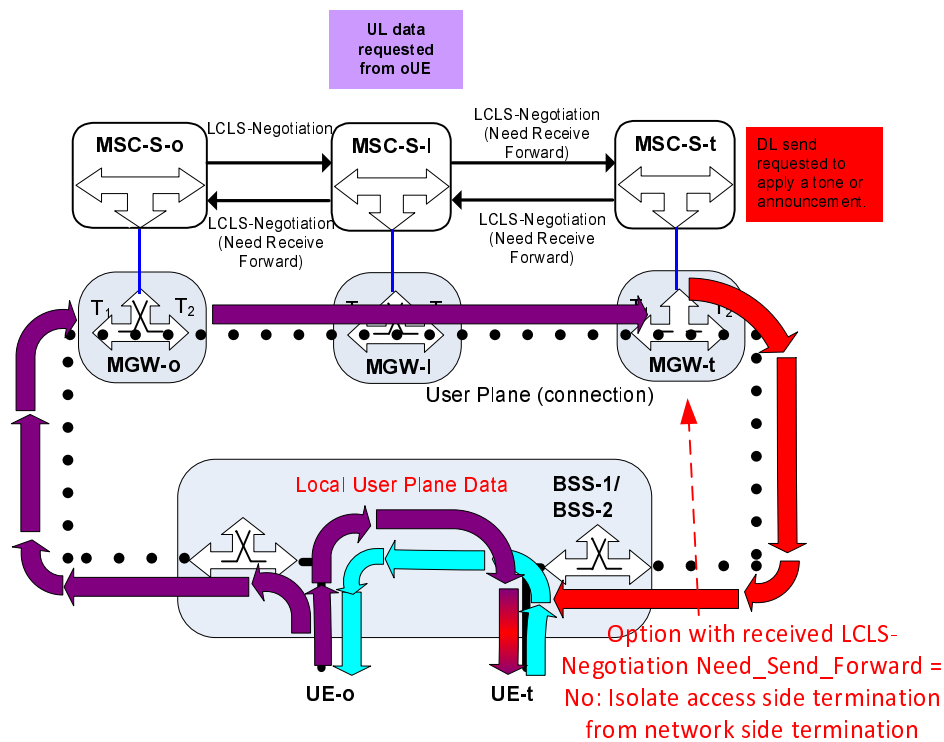 UL data
requested
from oUE
LCLS-Negotiation
LCLS-Negotiation
(Need Receive
Forward)
MSC-S-o
MSC-S-I
MSC-S-t
DL send
requested to
apply a tone or
announcement.
LCLS-Negotiation
(Need Receive
Forward)
LCLS-Negotiation
(Need Receive
Forward)
T1
T2
T2
MGW-o
MGW-I
MGW-t
User Plane (connection)
Local User Plane Data
BSS-1/
BSS-2
UE-o
UE-t
Option with received LCLS-
Negotiation Need_Send_Forward =
No: Isolate access side termination
from network side termination